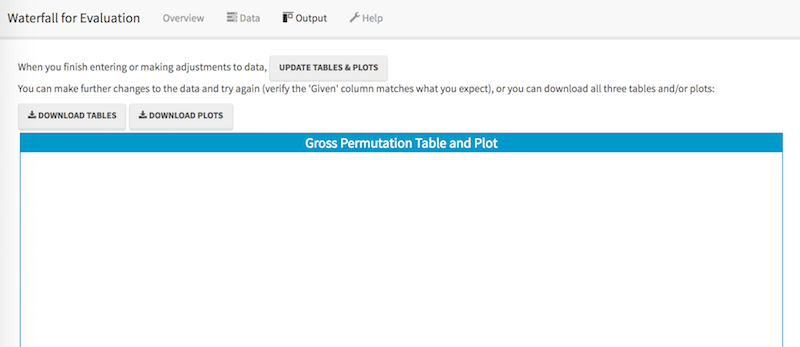 Waterfall for Evaluation Overview Data Output Help
When you finish entering or making adjustments to data, UPDATE TABLES & PLOTS
You can make further changes to the data and try again (verify the 'Given' column matches what you expect), or you can download all three tables and/or plots:
DOWNLOAD TABLES DOWNLOAD PLOTS
Gross Permutation Table and Plot